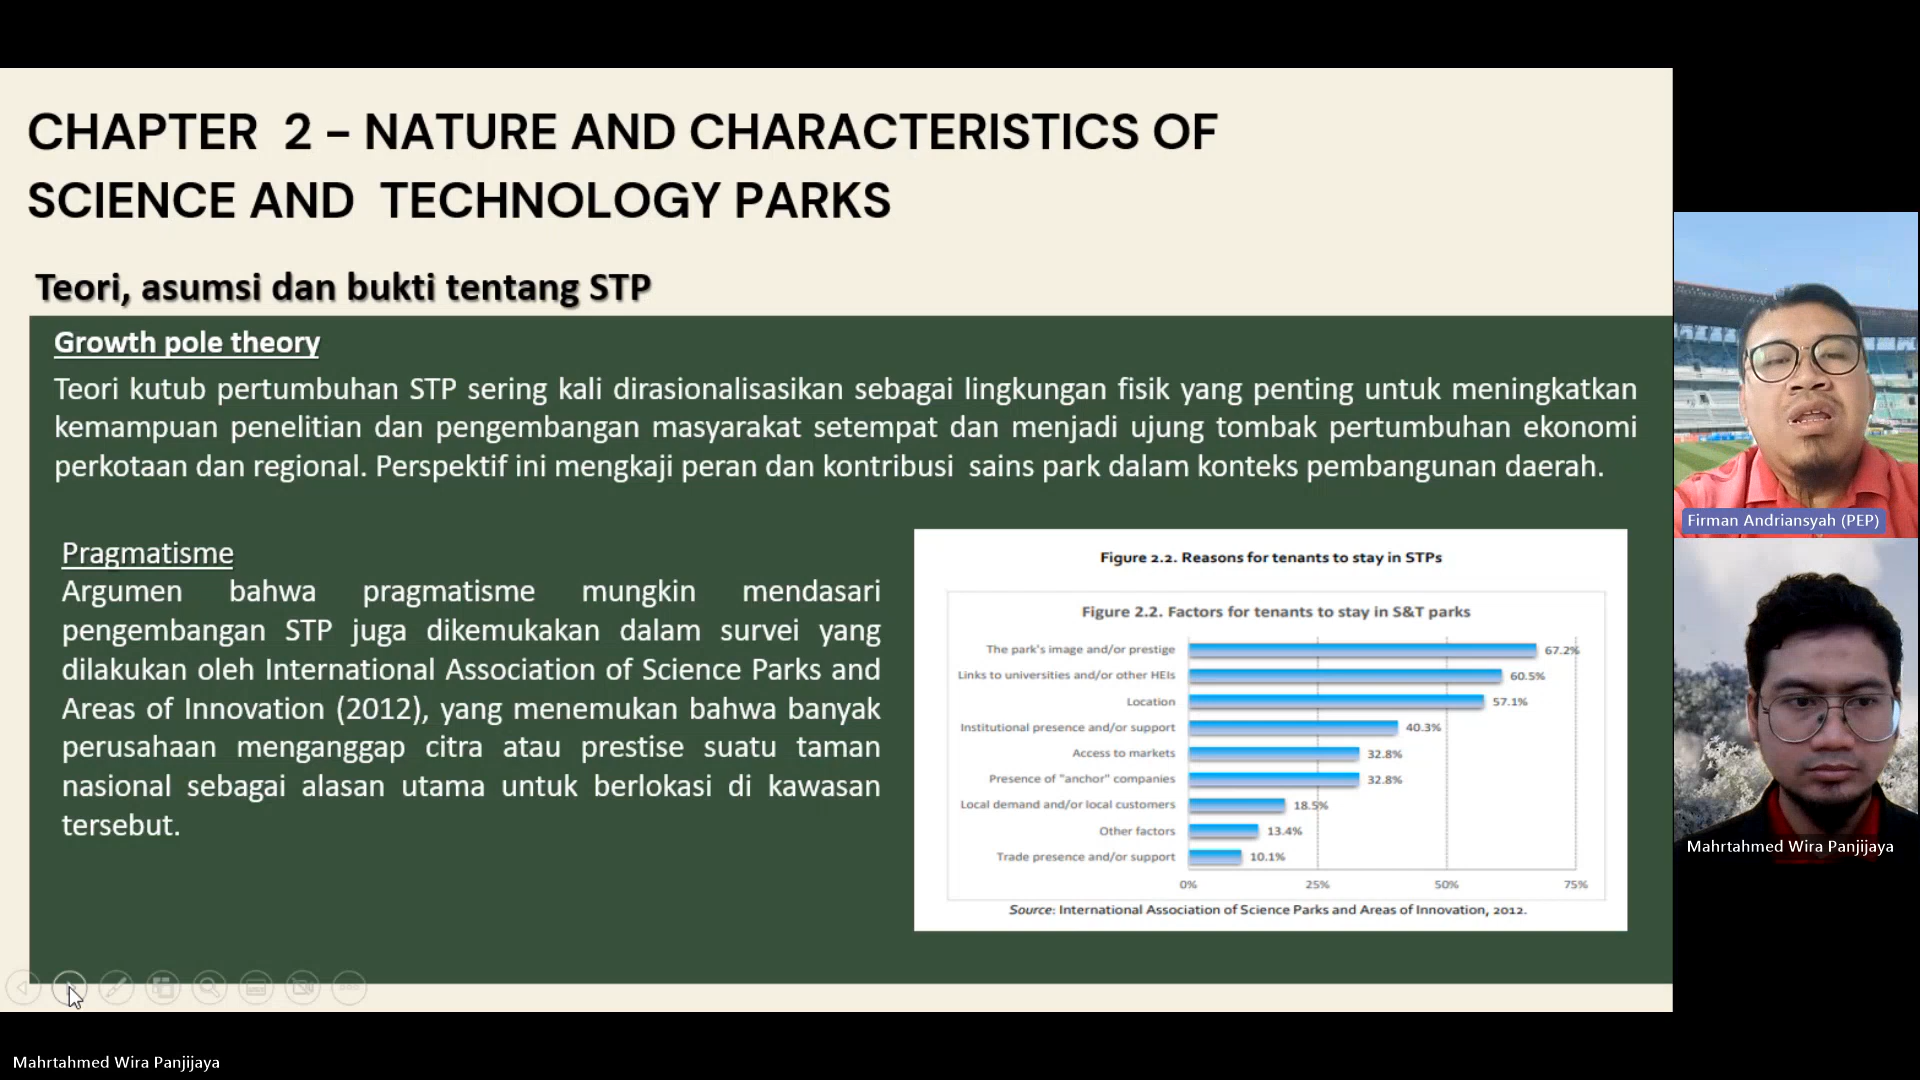 CHAPTER 2 – NATURE AND CHARACTERISTICS OF
SCIENCE AND TECHNOLOGY PARKS
Teori, asumsi dan bukti tentang STP
Growth pole theory
Teori kutub pertumbuhan STP sering kali dirasionalisasikan sebagai lingkungan fisik yang penting untuk meningkatkan
kemampuan penelitian dan pengembangan masyarakat setempat dan menjadi ujung tombak pertumbuhan ekonomi
perkotaan dan regional. Perspektif ini mengkaji peran dan kontribusi sains park dalam konteks pembangunan daerah.
Pragmatisme
Argumen bahwa pragmatisme mungkin mendasari
pengembangan STP juga dikemukakan dalam survei yang
dilakukan oleh International Association of Science Parks and
Areas of Innovation (2012), yang menemukan bahwa banyak
perusahaan menganggap citra atau prestise suatu taman
nasional sebagai alasan utama untuk berlokasi di kawasan
tersebut.
Figure 2.2. Reasons for tenants to stay in STPs
Figure 2.2. Factors for tenants to stay in S&T parks
The park's image and/or prestige 67.2%
Links to universities and/or other HEIs 60.5%
Location 57.1%
Institutional presence and/or support 40.3%
Access to markets 32.8%
Presence of "anchor" companies 32.8%
Local demand and/or local customers 18.5%
Other factors 13.4%
Trade presence and/or support 10.1%
0% 25% 50% 75%
Source: International Association of Science Parks and Areas of Innovation, 2012.
Firman Andriansyah (PEP)
Mahrtahmed Wira Panjijaya
Mahrtahmed Wira Panjijaya